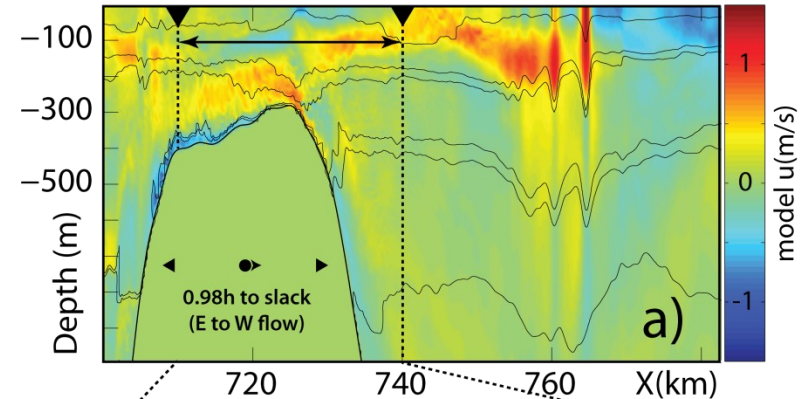 −100
−300
−500
Depth (m)
0.98h to slack
(E to W flow)
a)
720
740
760
X(km)
1
0
-1
model u(m/s)